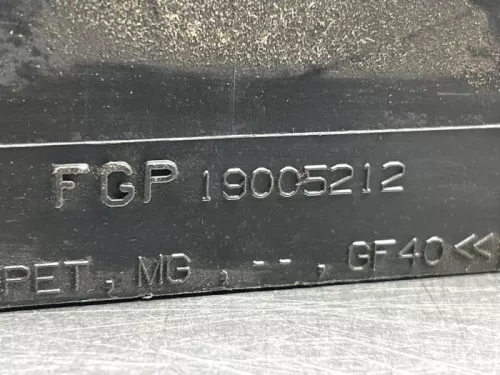 FGP 19005212
PET, MG, --, GF40<<